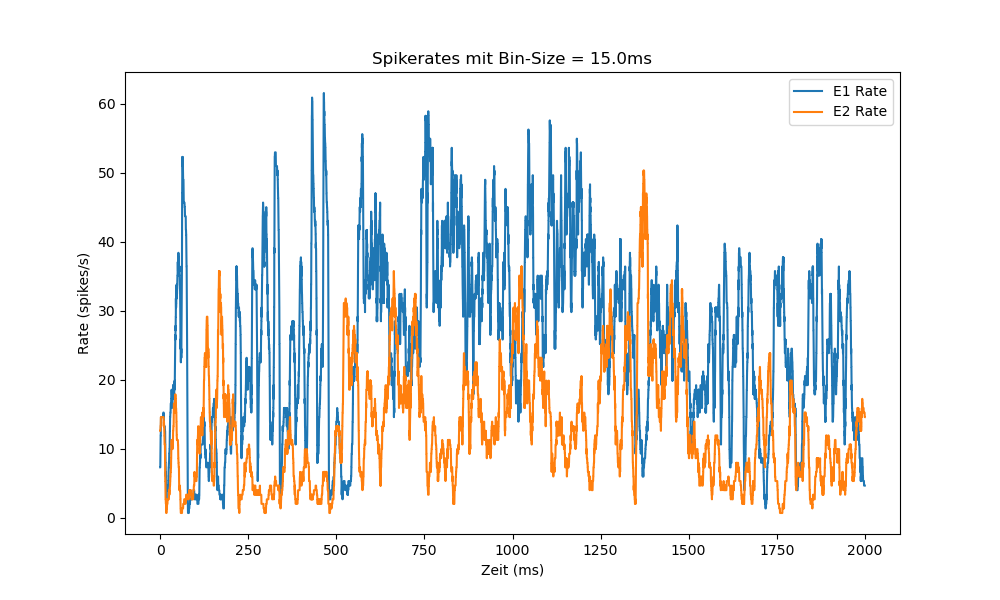 Spikerates mit Bin-Size = 15.0ms
E1 Rate
E2 Rate
60
50
40
30
20
10
0
Rate (spikes/s)
0 250 500 750 1000 1250 1500 1750 2000
Zeit (ms)